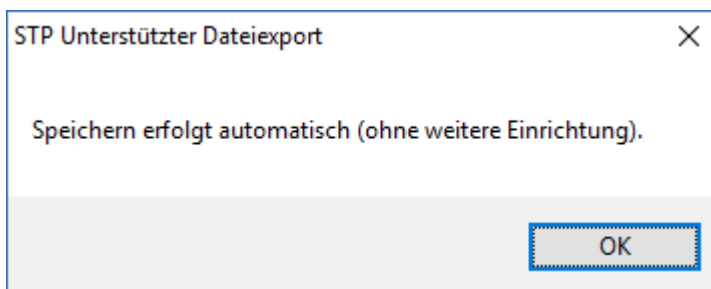 STP Unterstützter Dateiexport
Speichern erfolgt automatisch (ohne weitere Einrichtung).
OK